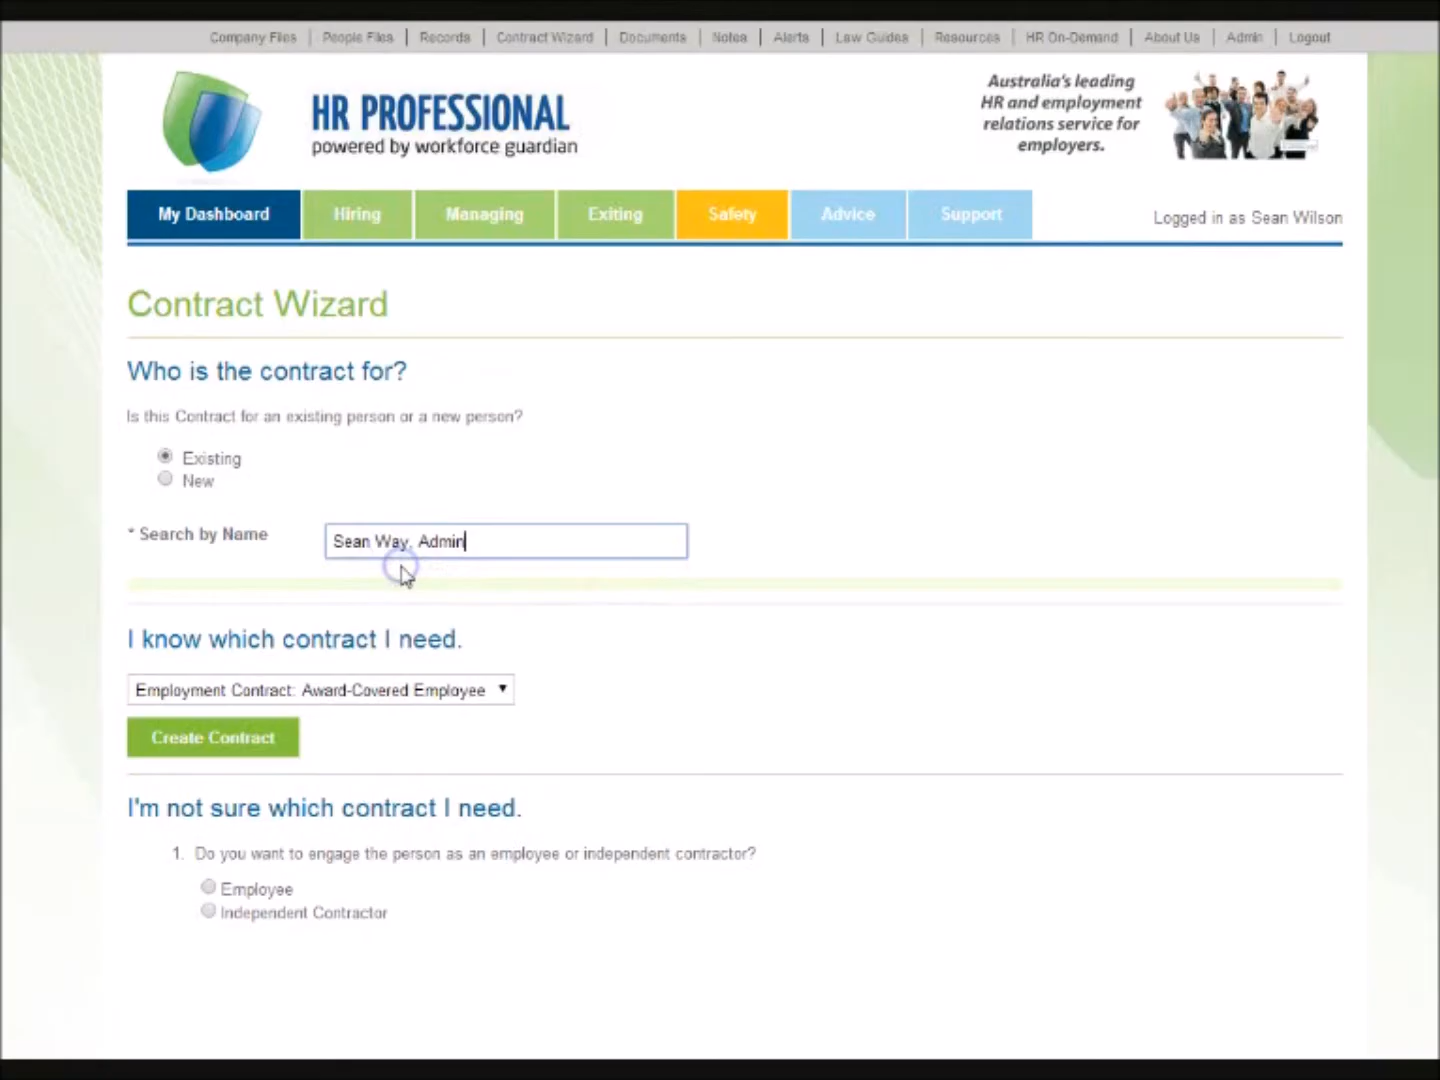 Company Files | People Files | Records | Contract Wizard | Documents | Notes | Alerts | Law Guides | Resources | HR On-Demand | About Us | Admin | Logout
HR PROFESSIONAL
powered by workforce guardian
Australia's leading
HR and employment
relations service for
employers.
My Dashboard Hiring Managing Exiting Safety Advice Support Logged in as Sean Wilson
Contract Wizard
Who is the contract for?
Is this Contract for an existing person or a new person?
Existing
New
* Search by Name Sean Way, Admin
I know which contract I need.
Employment Contract: Award-Covered Employee
Create Contract
I'm not sure which contract I need.
1. Do you want to engage the person as an employee or independent contractor?
Employee
Independent Contractor